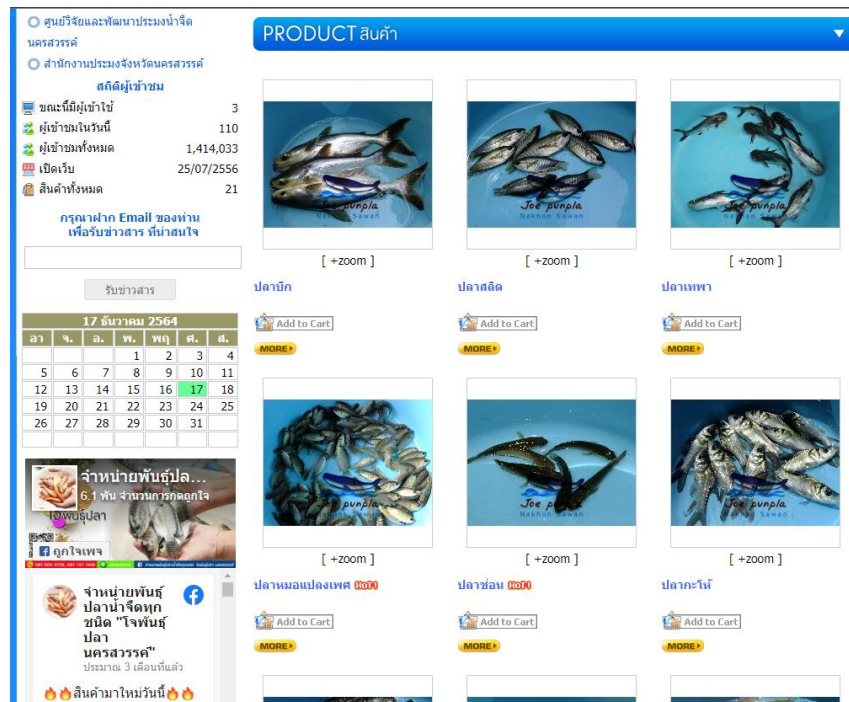 ศูนย์วิจัยและพัฒนาประมงน้ำจืด
นครสวรรค์
สำนักงานประมงจังหวัดนครสวรรค์
สถิติผู้เข้าชม
ขณะนี้มีผู้เข้าใช้ 3
ผู้เข้าชมในวันนี้ 110
ผู้เข้าชมทั้งหมด 1,414,033
เปิดเว็บ 25/07/2556
สินค้าทั้งหมด 21
กรุณาฝาก Email ของท่าน
เพื่อรับข่าวสาร ที่น่าสนใจ
รับข่าวสาร
17 ธันวาคม 2564
อา จ. อ. พ. พฤ ศ. ส.
1 2 3 4
5 6 7 8 9 10 11
12 13 14 15 16 17 18
19 20 21 22 23 24 25
26 27 28 29 30 31
จำหน่ายพันธุ์ปล...
6.1 พัน จำนวนการกดถูกใจ
ถูกใจเพจ
จำหน่ายพันธุ์
ปลาน้ำจืดทุก
ชนิด "โจพันธุ์
ปลา
นครสวรรค์"
ประมาณ 3 เดือนที่แล้ว
🔥🔥สินค้ามาใหม่วันนี้🔥🔥
PRODUCT สินค้า
Joe punpla
Nakhon Sawan
Joe punpla
Nakhon Sawan
Joe punpla
Nakhon Sawan
[ +zoom ] [ +zoom ] [ +zoom ]
ปลาบึก ปลาสลิด ปลาเทพา
Add to Cart Add to Cart Add to Cart
MORE MORE MORE
Joe punpla
Nakhon Sawan
Joe punpla
Nakhon Sawan
Joe punpla
Nakhon Sawan
[ +zoom ] [ +zoom ] [ +zoom ]
ปลาหมอแปลงเพศ Hot! ปลาช่อน Hot! ปลากะโห้
Add to Cart Add to Cart Add to Cart
MORE MORE MORE